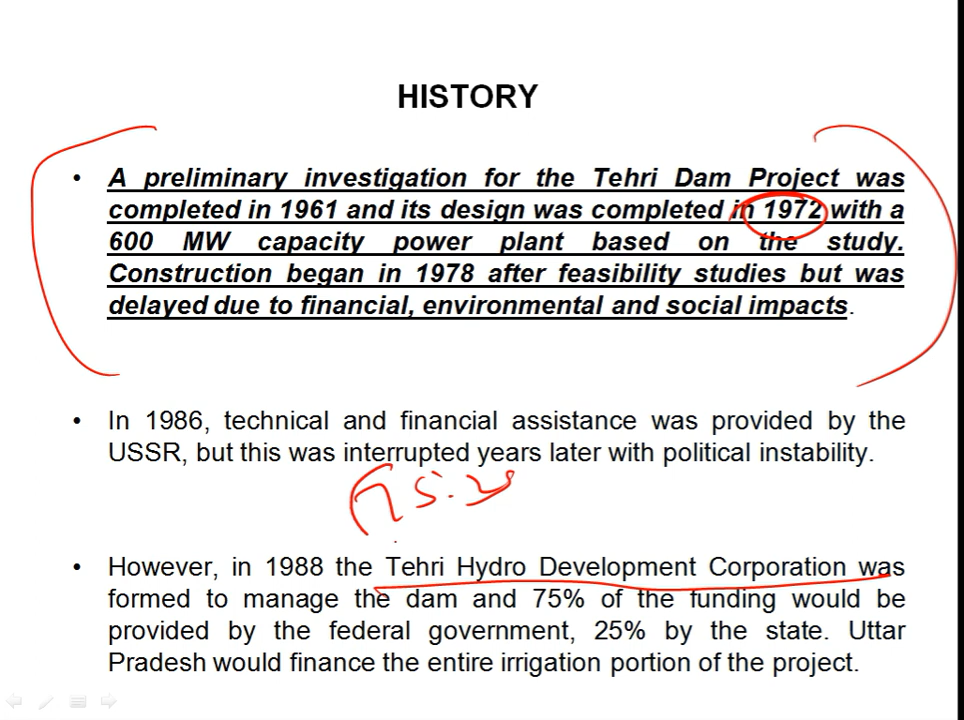 HISTORY
• A preliminary investigation for the Tehri Dam Project was
completed in 1961 and its design was completed in 1972 with a
600 MW capacity power plant based on the study.
Construction began in 1978 after feasibility studies but was
delayed due to financial, environmental and social impacts.
• In 1986, technical and financial assistance was provided by the
USSR, but this was interrupted years later with political instability.
• However, in 1988 the Tehri Hydro Development Corporation was
formed to manage the dam and 75% of the funding would be
provided by the federal government, 25% by the state. Uttar
Pradesh would finance the entire irrigation portion of the project.